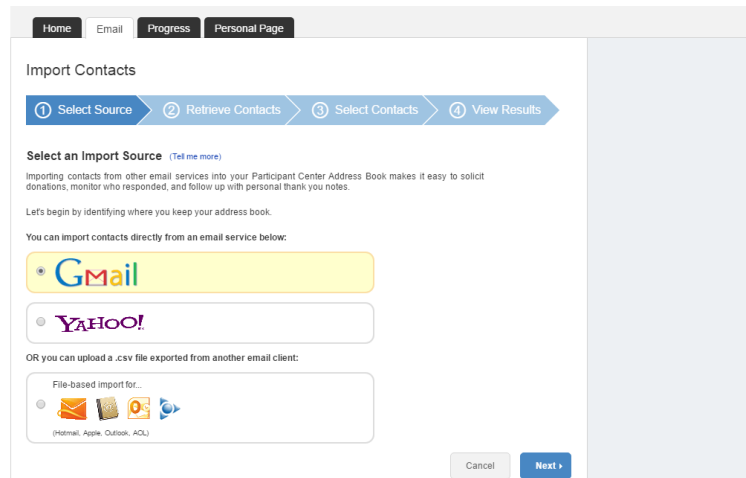 Home Email Progress Personal Page
Import Contacts
1 Select Source 2 Retrieve Contacts 3 Select Contacts 4 View Results
Select an Import Source (Tell me more)
Importing contacts from other email services into your Participant Center Address Book makes it easy to solicit
donations, monitor who responded, and follow up with personal thank you notes.
Let's begin by identifying where you keep your address book.
You can import contacts directly from an email service below:
Gmail
YAHOO!
OR you can upload a .csv file exported from another email client:
File-based import for...
(Hotmail, Apple, Outlook, AOL)
Cancel Next